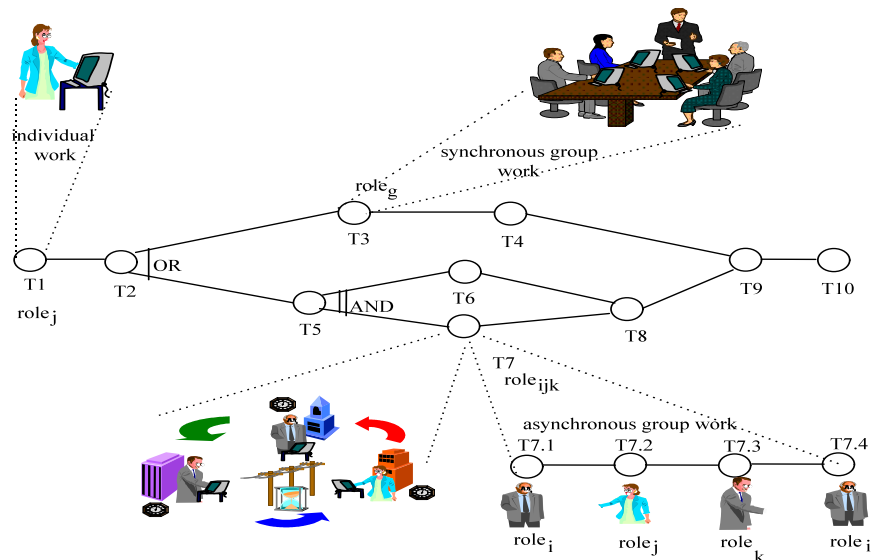 individual
work
synchronous group
work
role g
T3
T4
OR
T1
T2
T6
T9
T10
role j
T5
AND
T8
T7
role ijk
asynchronous group work
T7.1 T7.2 T7.3 T7.4
role i
role j
role k
role i